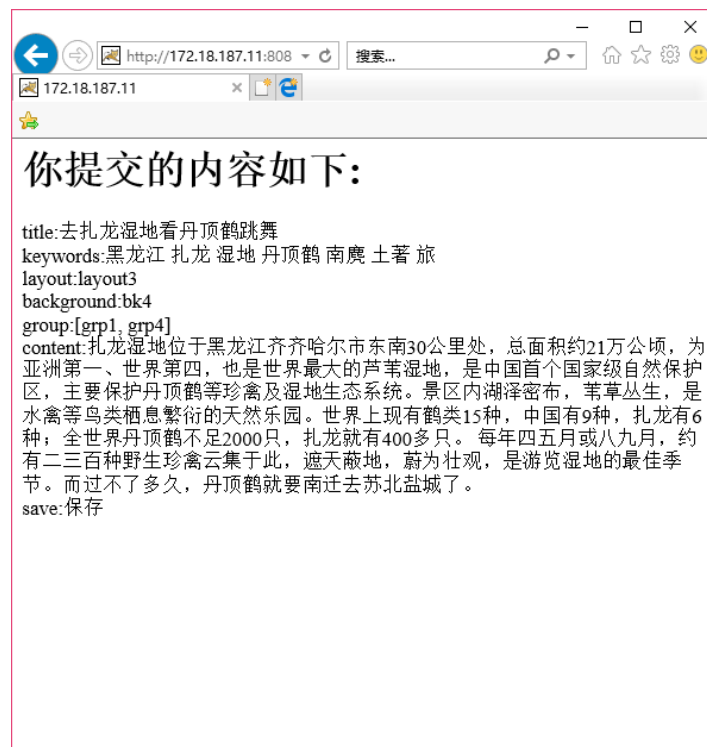 http://172.18.187.11:808
搜索...
172.18.187.11
你提交的内容如下:
title:去扎龙湿地看丹顶鹤跳舞
keywords:黑龙江 扎龙 湿地 丹顶鹤 南麂 土著 旅
layout:layout3
background:bk4
group:[grp1, grp4]
content:扎龙湿地位于黑龙江齐齐哈尔市东南30公里处，总面积约21万公顷，为
亚洲第一、世界第四，也是世界最大的芦苇湿地，是中国首个国家级自然保护
区，主要保护丹顶鹤等珍禽及湿地生态系统。景区内湖泽密布，苇草丛生，是
水禽等鸟类栖息繁衍的天然乐园。世界上现有鹤类15种，中国有9种，扎龙有6
种；全世界丹顶鹤不足2000只，扎龙就有400多只。 每年四五月或八九月，约
有二三百种野生珍禽云集于此，遮天蔽地，蔚为壮观，是游览湿地的最佳季
节。而过不了多久，丹顶鹤就要南迁去苏北盐城了。
save:保存